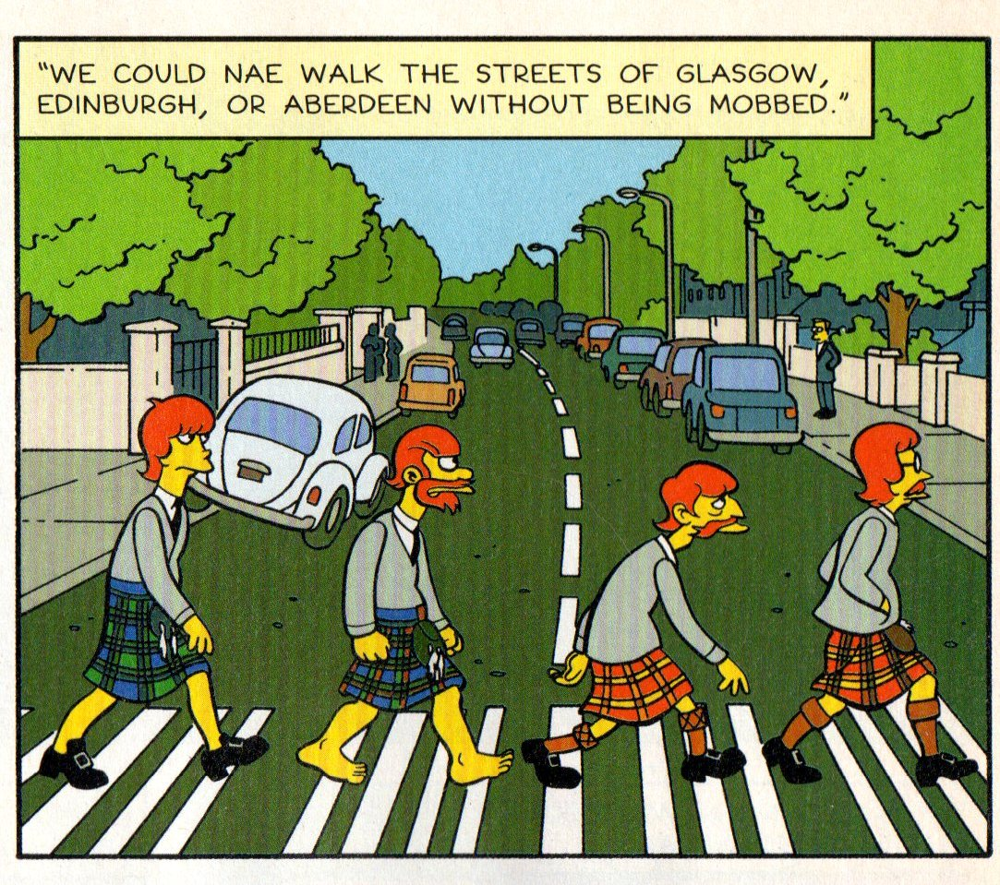 "WE COULD NAE WALK THE STREETS OF GLASGOW,
EDINBURGH, OR ABERDEEN WITHOUT BEING MOBBED."